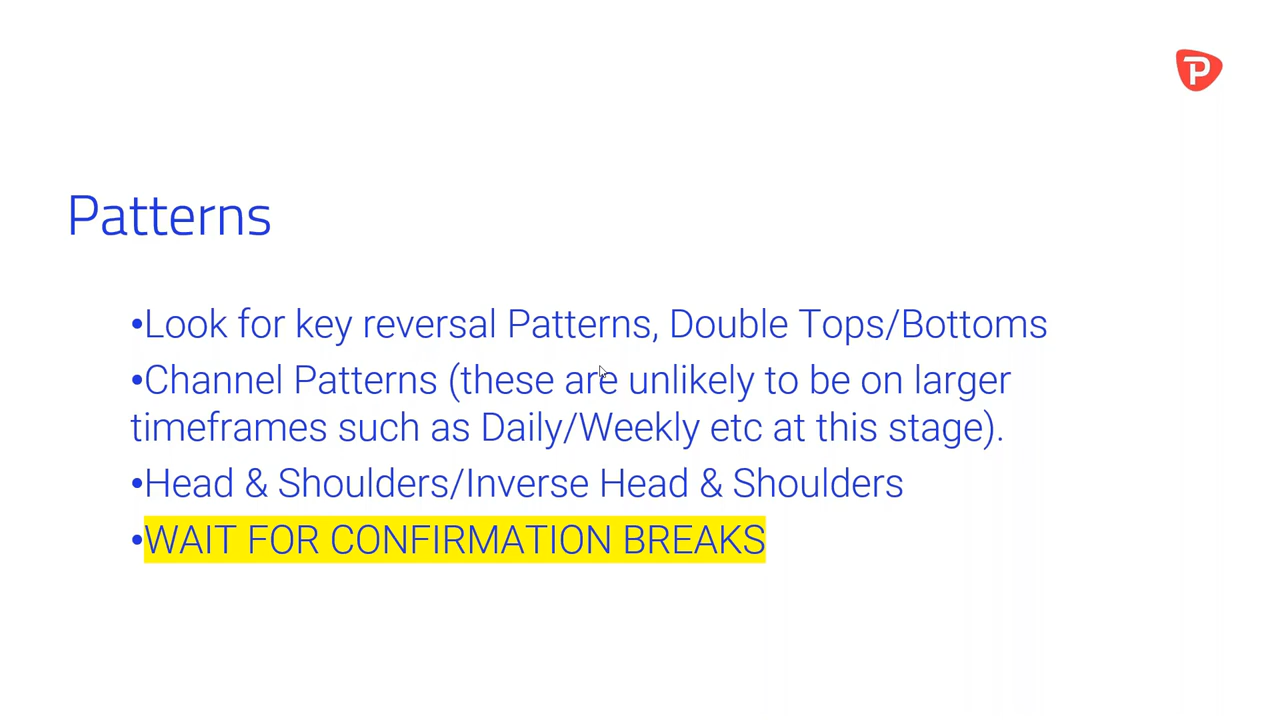 P
Patterns
•Look for key reversal Patterns, Double Tops/Bottoms
•Channel Patterns (these are unlikely to be on larger
timeframes such as Daily/Weekly etc at this stage).
•Head & Shoulders/Inverse Head & Shoulders
•WAIT FOR CONFIRMATION BREAKS